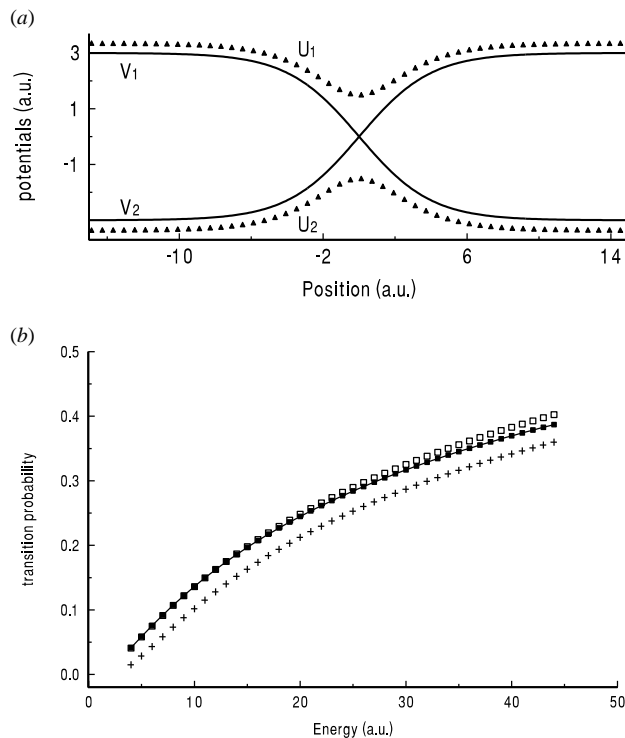 (a)
U1
3
V1
1
potentials (a.u.)
-1
V2
U2
-10
-2
6
14
Position (a.u.)
(b)
0.5
0.4
0.3
0.2
0.1
0.0
transition probability
0
10
20
30
40
50
Energy (a.u.)